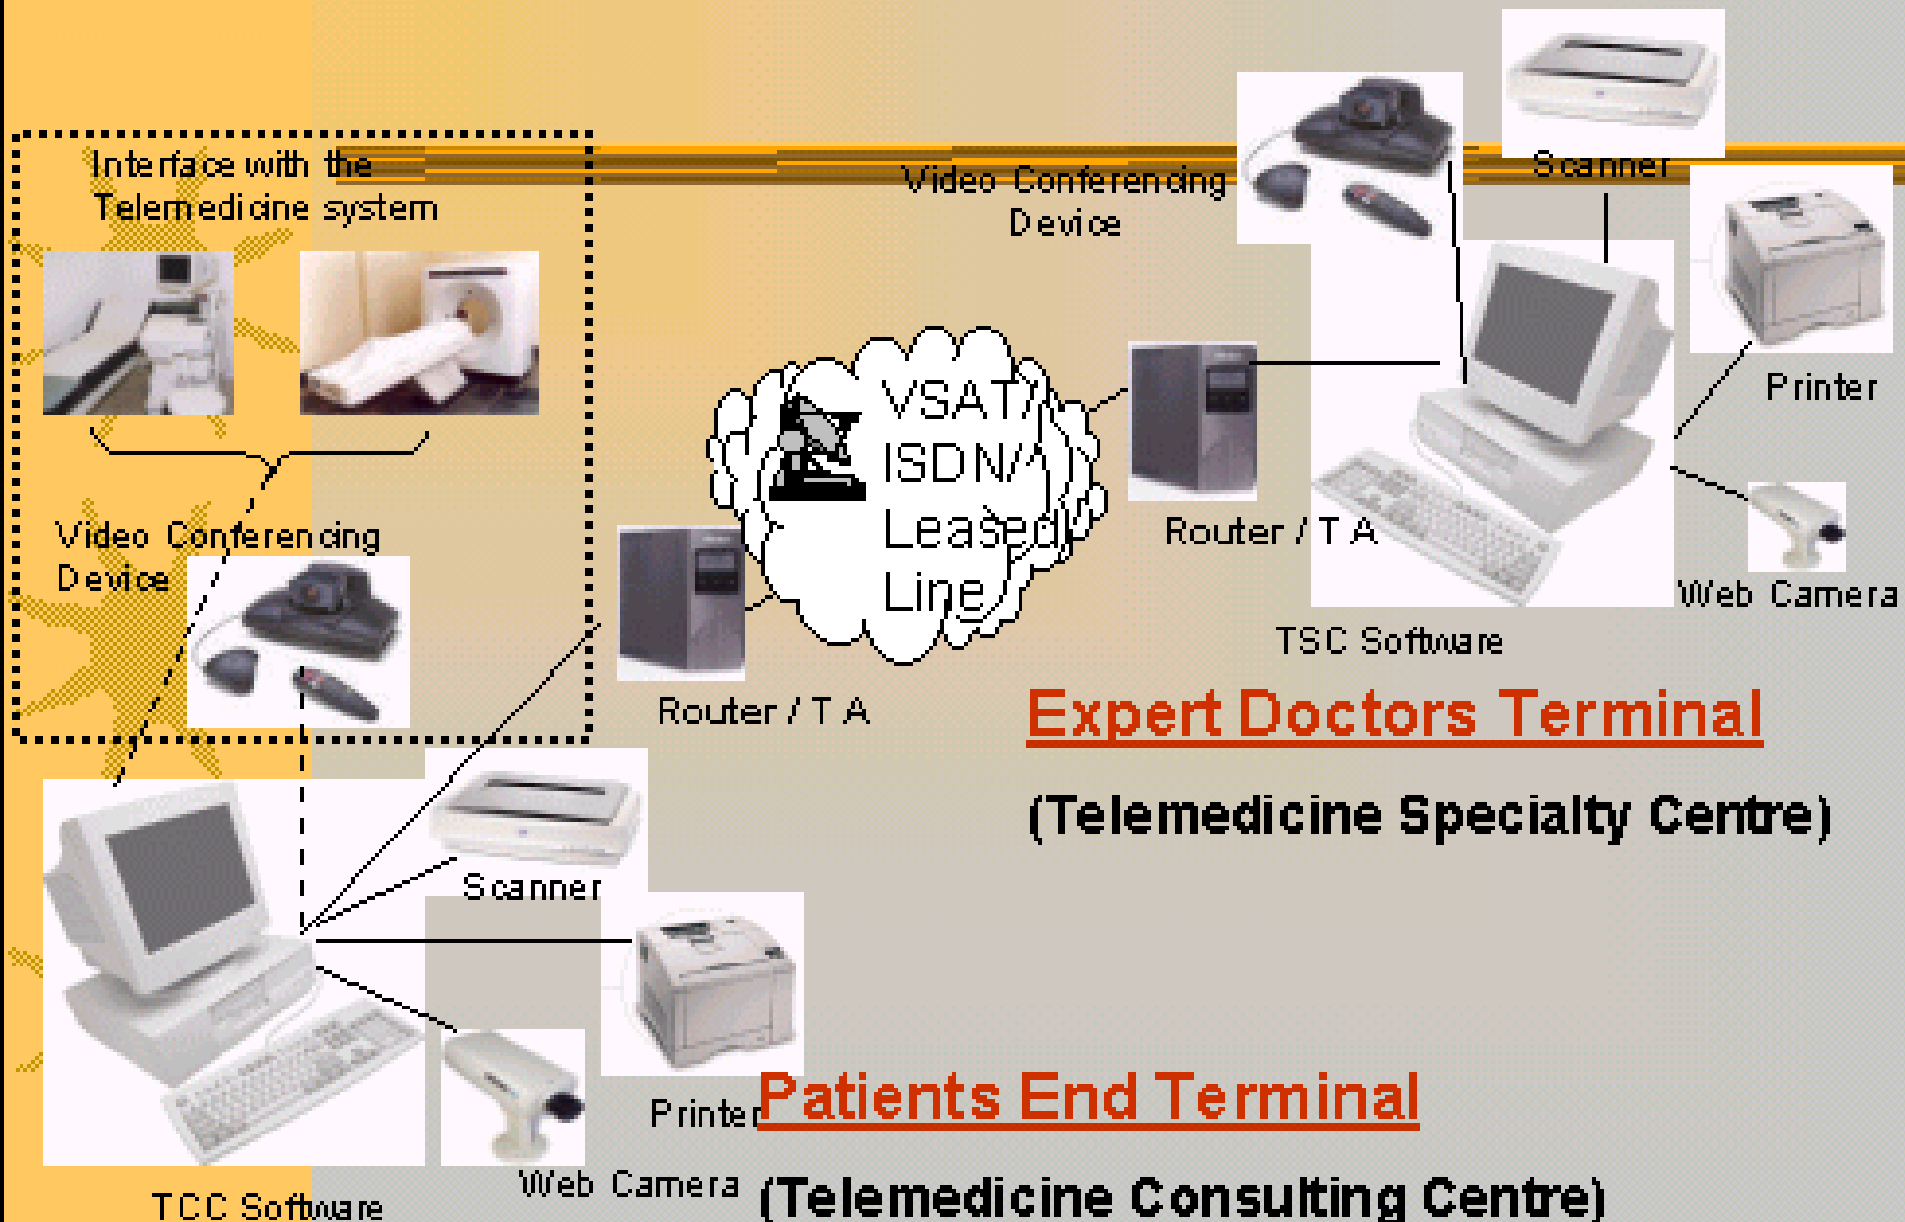 Scanner
Interface with the
Telemedicine system
Video Conferencing
Device
Printer
VSAT/
ISDN/
Leased
Line
Router / T A
Video Conferencing
Device
Web Camera
TSC Software
Router / T A
Expert Doctors Terminal
(Telemedicine Specialty Centre)
Scanner
Printer
Patients End Terminal
Web Camera
(Telemedicine Consulting Centre)
TCC Software